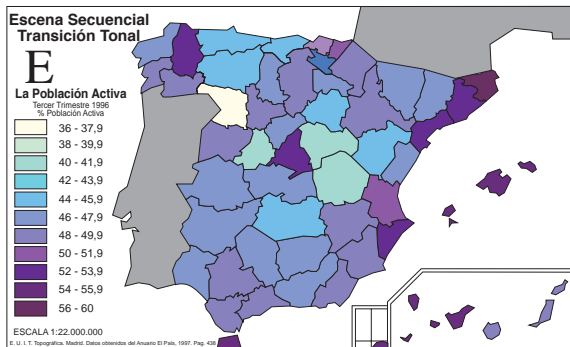 Escena Secuencial
Transición Tonal
E
La Población Activa
Tercer Trimestre 1996
% Población Activa
36 - 37,9
38 - 39,9
40 - 41,9
42 - 43,9
44 - 45,9
46 - 47,9
48 - 49,9
50 - 51,9
52 - 53,9
54 - 55,9
56 - 60
ESCALA 1:22.000.000
E. U. I. T. Topográfica. Madrid. Datos obtenidos del Anuario El País, 1997. Pag. 438